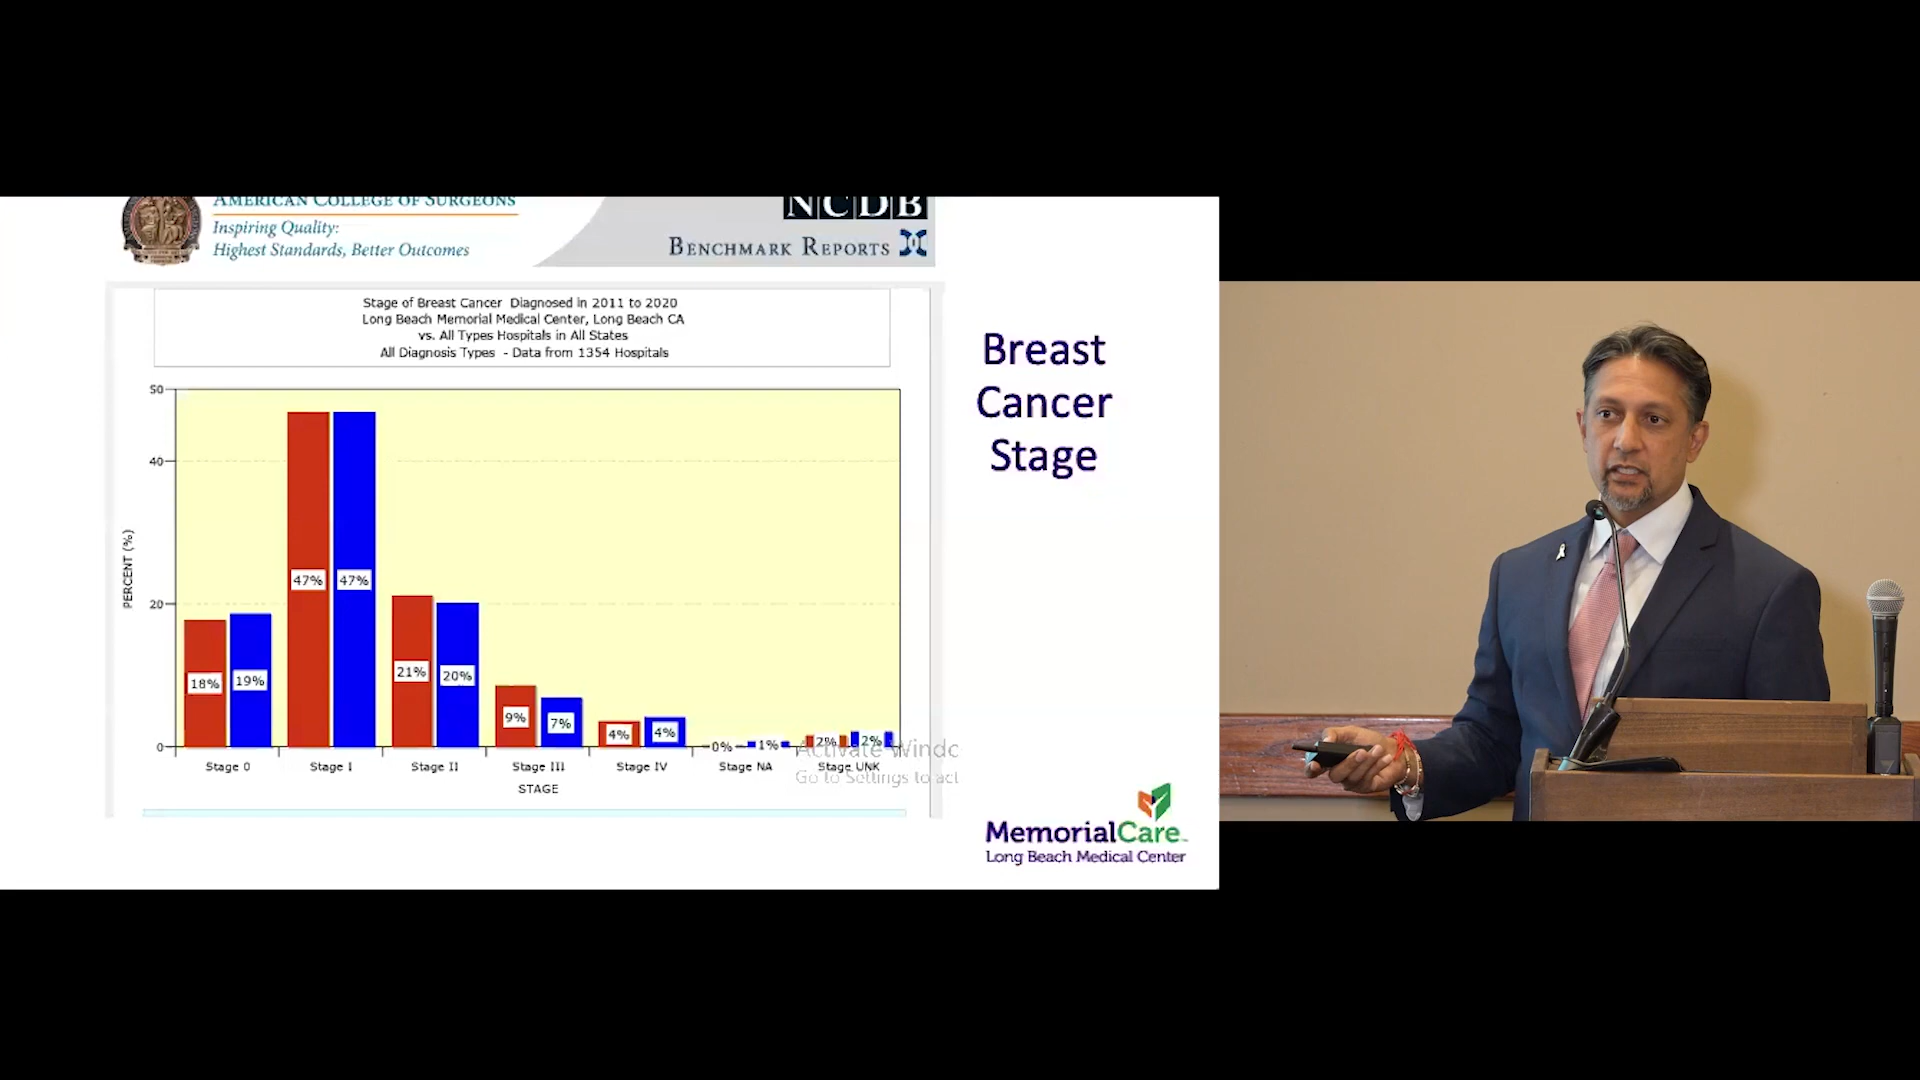 AMERICAN COLLEGE OF SURGEONS
Inspiring Quality:
Highest Standards, Better Outcomes
NCDB
BENCHMARK REPORTS
Stage of Breast Cancer Diagnosed in 2011 to 2020
Long Beach Memorial Medical Center, Long Beach CA
vs. All Types Hospitals in All States
All Diagnosis Types - Data from 1354 Hospitals
Breast
Cancer
Stage
50
40
20
0
PERCENT (%)
47% 47%
18% 19%
21% 20%
9% 7%
4% 4%
0% 1%
2% 2%
Stage 0 Stage I Stage II Stage III Stage IV Stage NA Stage UNK
STAGE
Activate Windc
Go to Settings to act
MemorialCare
Long Beach Medical Center